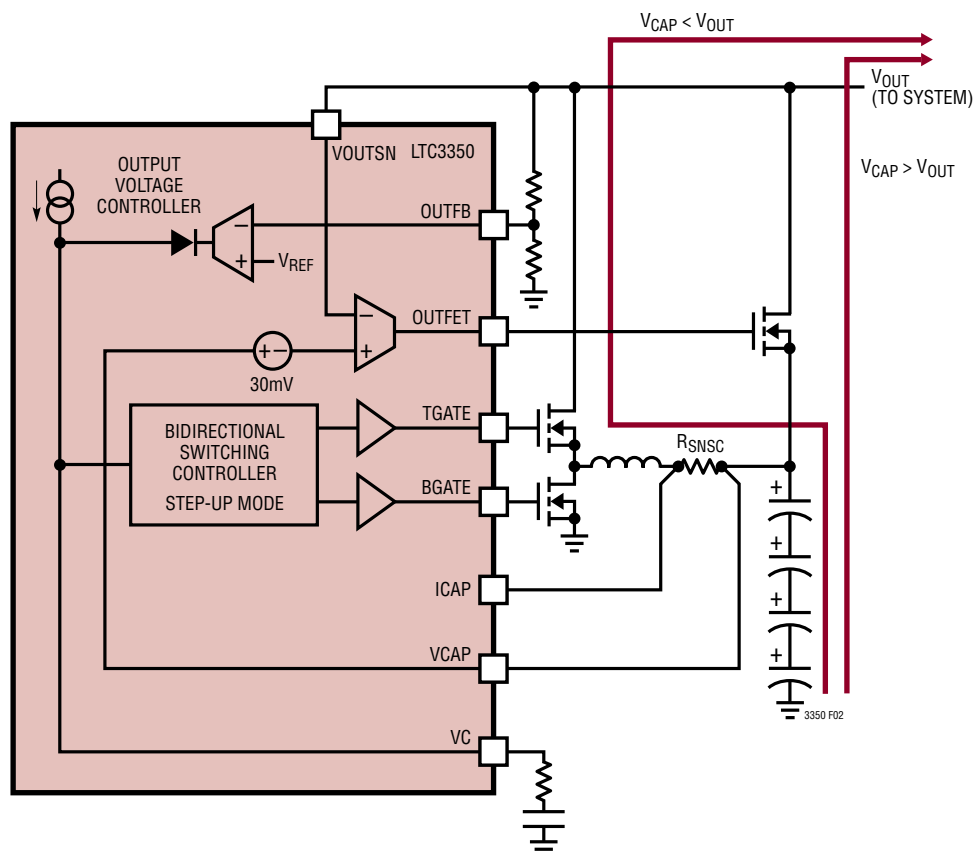 VCAP < VOUT
VOUT
(TO SYSTEM)
VCAP > VOUT
VOUTSN
LTC3350
OUTPUT
VOLTAGE
CONTROLLER
OUTFB
−
+
VREF
OUTFET
−
+
+−
30mV
TGATE
BIDIRECTIONAL
SWITCHING
CONTROLLER
STEP-UP MODE
RSNSC
BGATE
+
+
+
+
ICAP
VCAP
3350 F02
VC